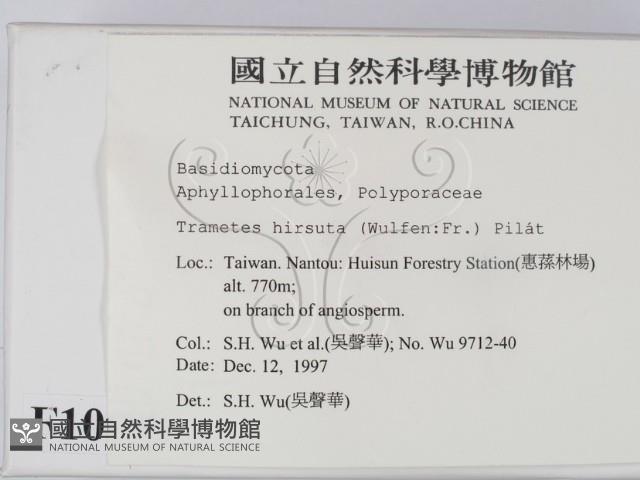 國立自然科學博物館
NATIONAL MUSEUM OF NATURAL SCIENCE
TAICHUNG, TAIWAN, R.O.CHINA
Basidiomycota
Aphyllophorales, Polyporaceae
Trametes hirsuta (Wulfen:Fr.) Pilát
Loc.: Taiwan. Nantou: Huisun Forestry Station(惠蓀林場)
alt. 770m;
on branch of angiosperm.
Col.: S.H. Wu et al.(吳聲華); No. Wu 9712-40
Date: Dec. 12, 1997
Det.: S.H. Wu(吳聲華)
F10
國立自然科學博物館
NATIONAL MUSEUM OF NATURAL SCIENCE